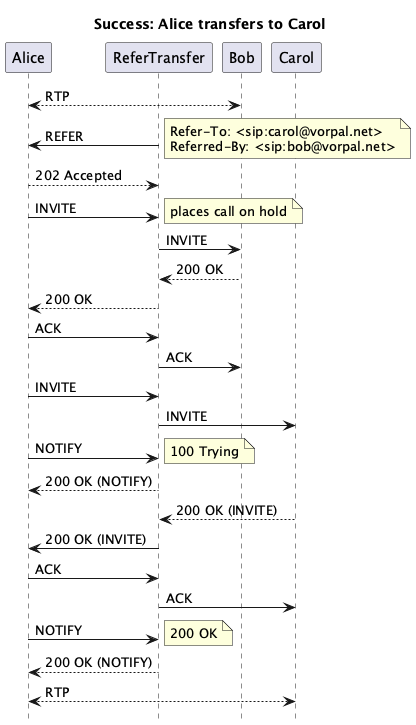 Success: Alice transfers to Carol
Alice
ReferTransfer
Bob
Carol
RTP
REFER
Refer-To: <sip:carol@vorpal.net>
Referred-By: <sip:bob@vorpal.net>
202 Accepted
INVITE
places call on hold
INVITE
200 OK
200 OK
ACK
ACK
INVITE
INVITE
NOTIFY
100 Trying
200 OK (NOTIFY)
200 OK (INVITE)
200 OK (INVITE)
ACK
ACK
NOTIFY
200 OK
200 OK (NOTIFY)
RTP